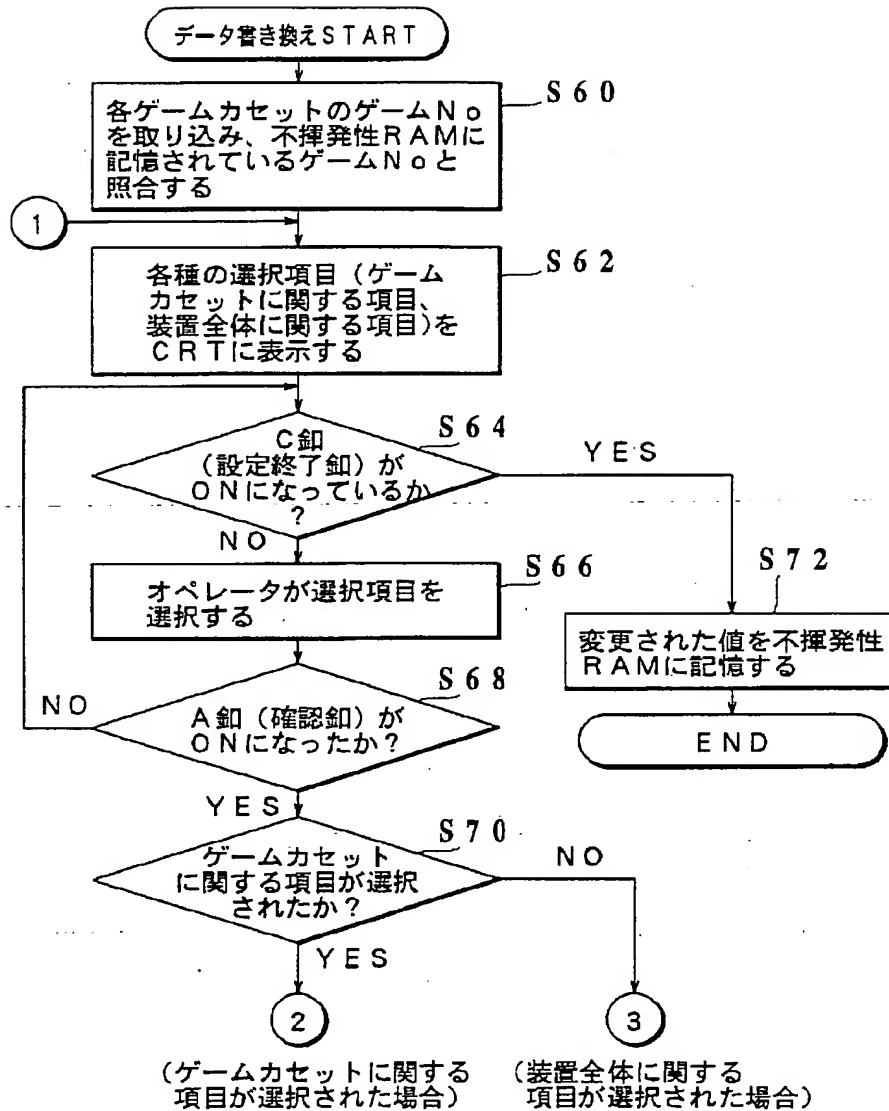 データ書き換えSTART
S60
各ゲームカセットのゲームNo
を取り込み、不揮発性RAMに
記憶されているゲームNoと
照合する
1
S62
各種の選択項目（ゲーム
カセットに関する項目、
装置全体に関する項目）を
CRTに表示する
S64
C釦
（設定終了釦）が
ONになっているか
?
YES
NO
S66
オペレータが選択項目を
選択する
S72
変更された値を不揮発性
RAMに記憶する
END
S68
NO
A釦（確認釦）が
ONになったか？
YES
S70
ゲームカセット
に関する項目が選択
されたか？
NO
YES
2
3
（ゲームカセットに関する
項目が選択された場合）
（装置全体に関する
項目が選択された場合）